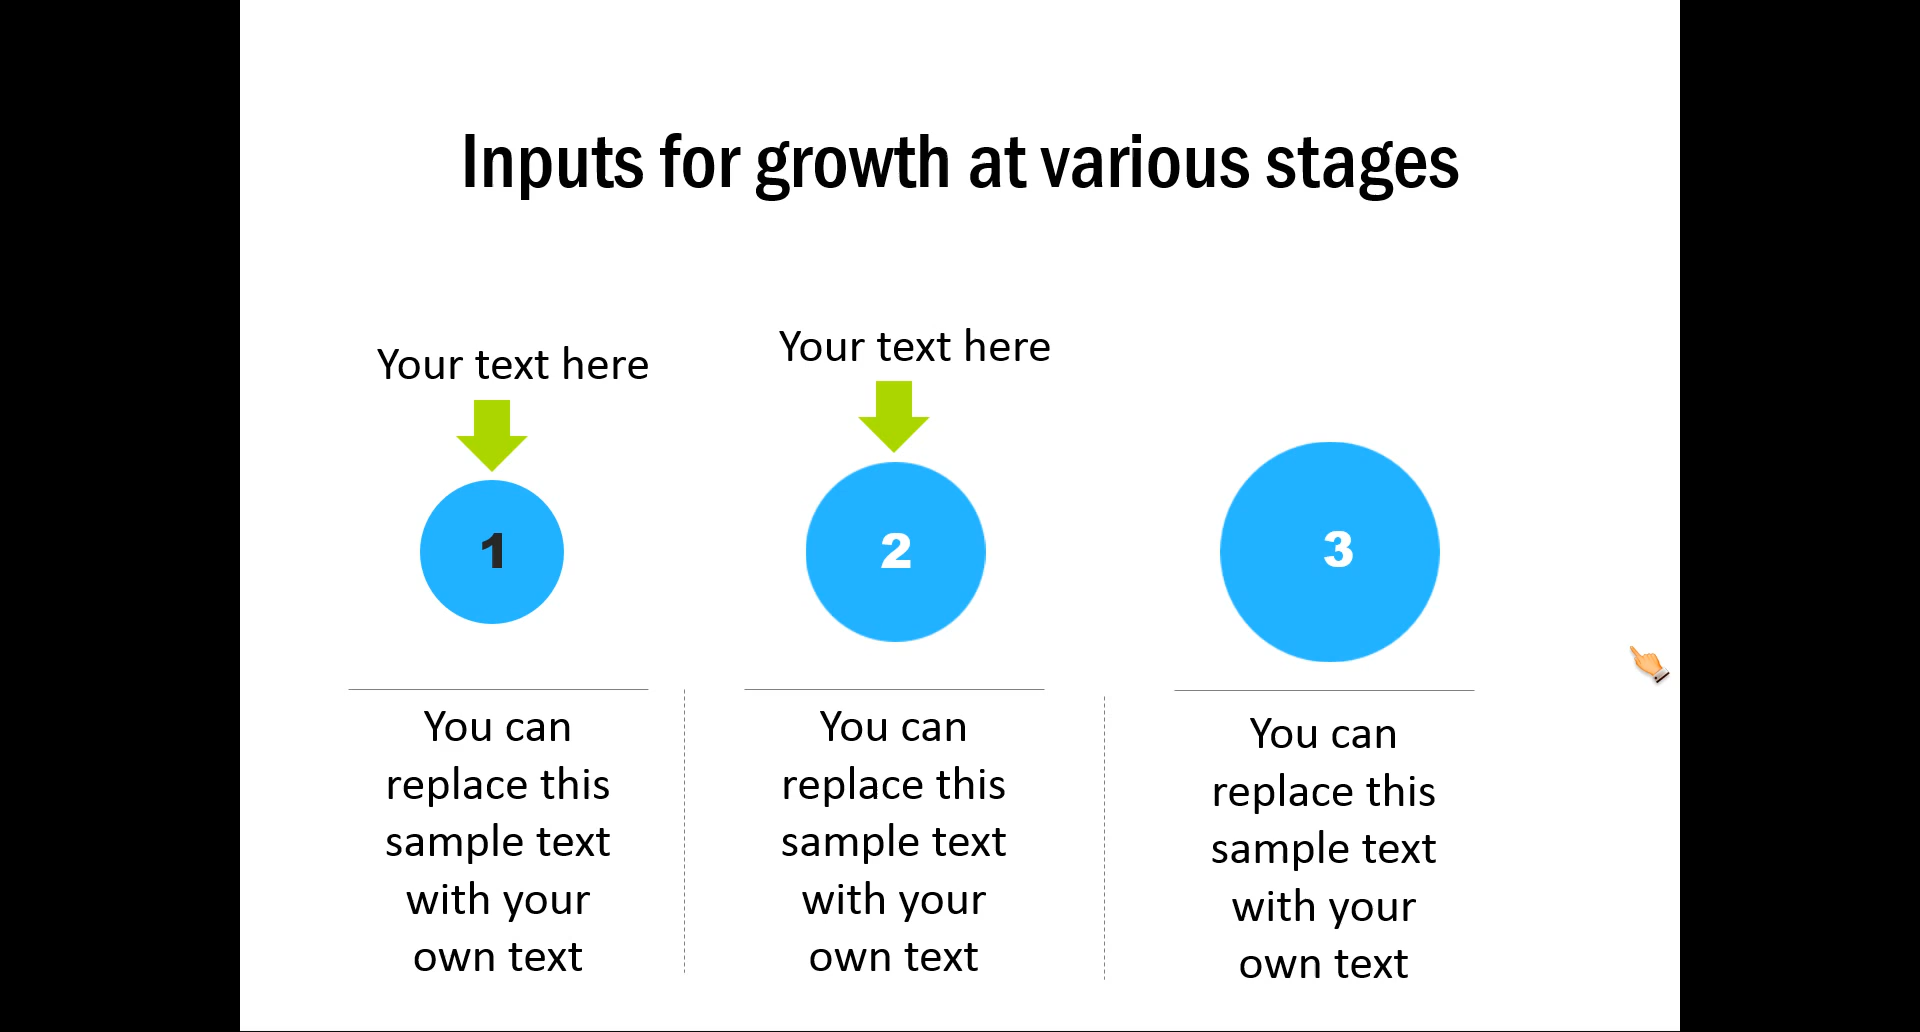 Inputs for growth at various stages
Your text here
Your text here
1
2
3
You can
replace this
sample text
with your
own text
You can
replace this
sample text
with your
own text
You can
replace this
sample text
with your
own text